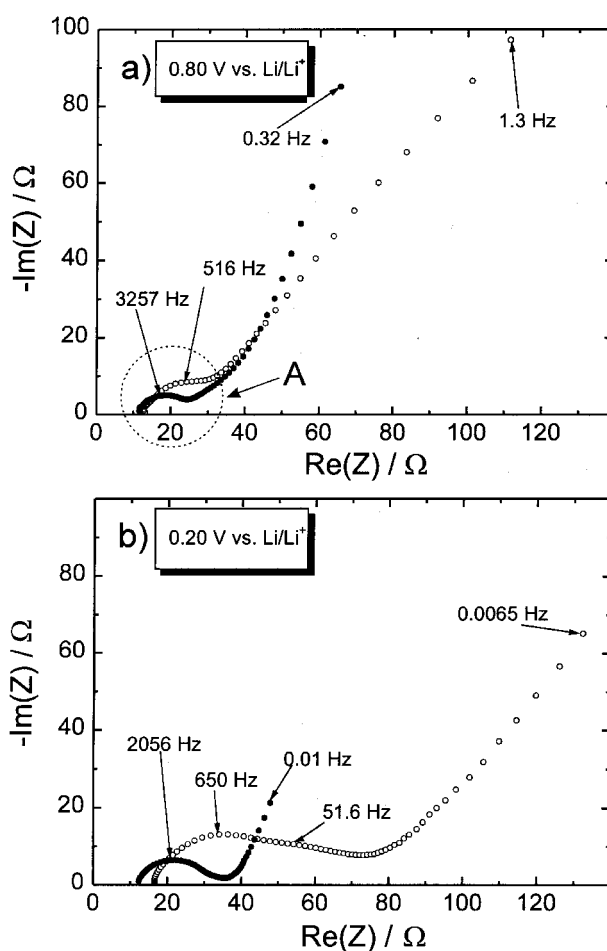 a)
0.80 V vs. Li/Li+
-Im(Z) / Ω
100
80
60
40
20
0
0.32 Hz
1.3 Hz
516 Hz
3257 Hz
A
0 20 40 60 80 100 120
Re(Z) / Ω
b)
0.20 V vs. Li/Li+
-Im(Z) / Ω
80
60
40
20
0
0.0065 Hz
2056 Hz
650 Hz
0.01 Hz
51.6 Hz
0 20 40 60 80 100 120
Re(Z) / Ω